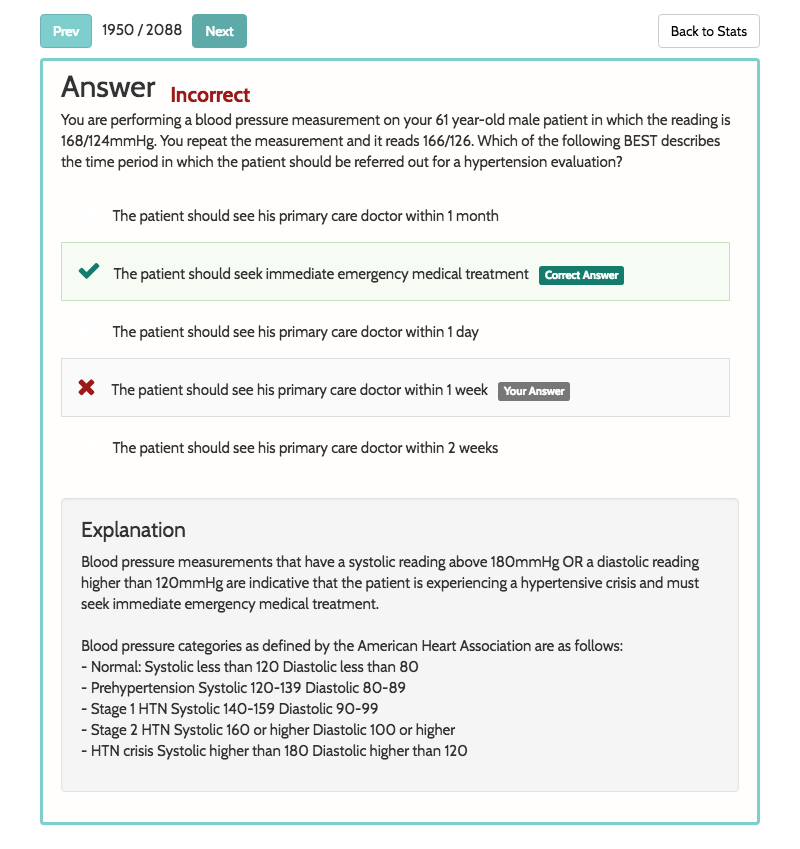 Prev 1950 / 2088 Next Back to Stats
Answer Incorrect
You are performing a blood pressure measurement on your 61 year-old male patient in which the reading is
168/124mmHg. You repeat the measurement and it reads 166/126. Which of the following BEST describes
the time period in which the patient should be referred out for a hypertension evaluation?
The patient should see his primary care doctor within 1 month
The patient should seek immediate emergency medical treatment Correct Answer
The patient should see his primary care doctor within 1 day
The patient should see his primary care doctor within 1 week Your Answer
The patient should see his primary care doctor within 2 weeks
Explanation
Blood pressure measurements that have a systolic reading above 180mmHg OR a diastolic reading
higher than 120mmHg are indicative that the patient is experiencing a hypertensive crisis and must
seek immediate emergency medical treatment.
Blood pressure categories as defined by the American Heart Association are as follows:
- Normal: Systolic less than 120 Diastolic less than 80
- Prehypertension Systolic 120-139 Diastolic 80-89
- Stage 1 HTN Systolic 140-159 Diastolic 90-99
- Stage 2 HTN Systolic 160 or higher Diastolic 100 or higher
- HTN crisis Systolic higher than 180 Diastolic higher than 120